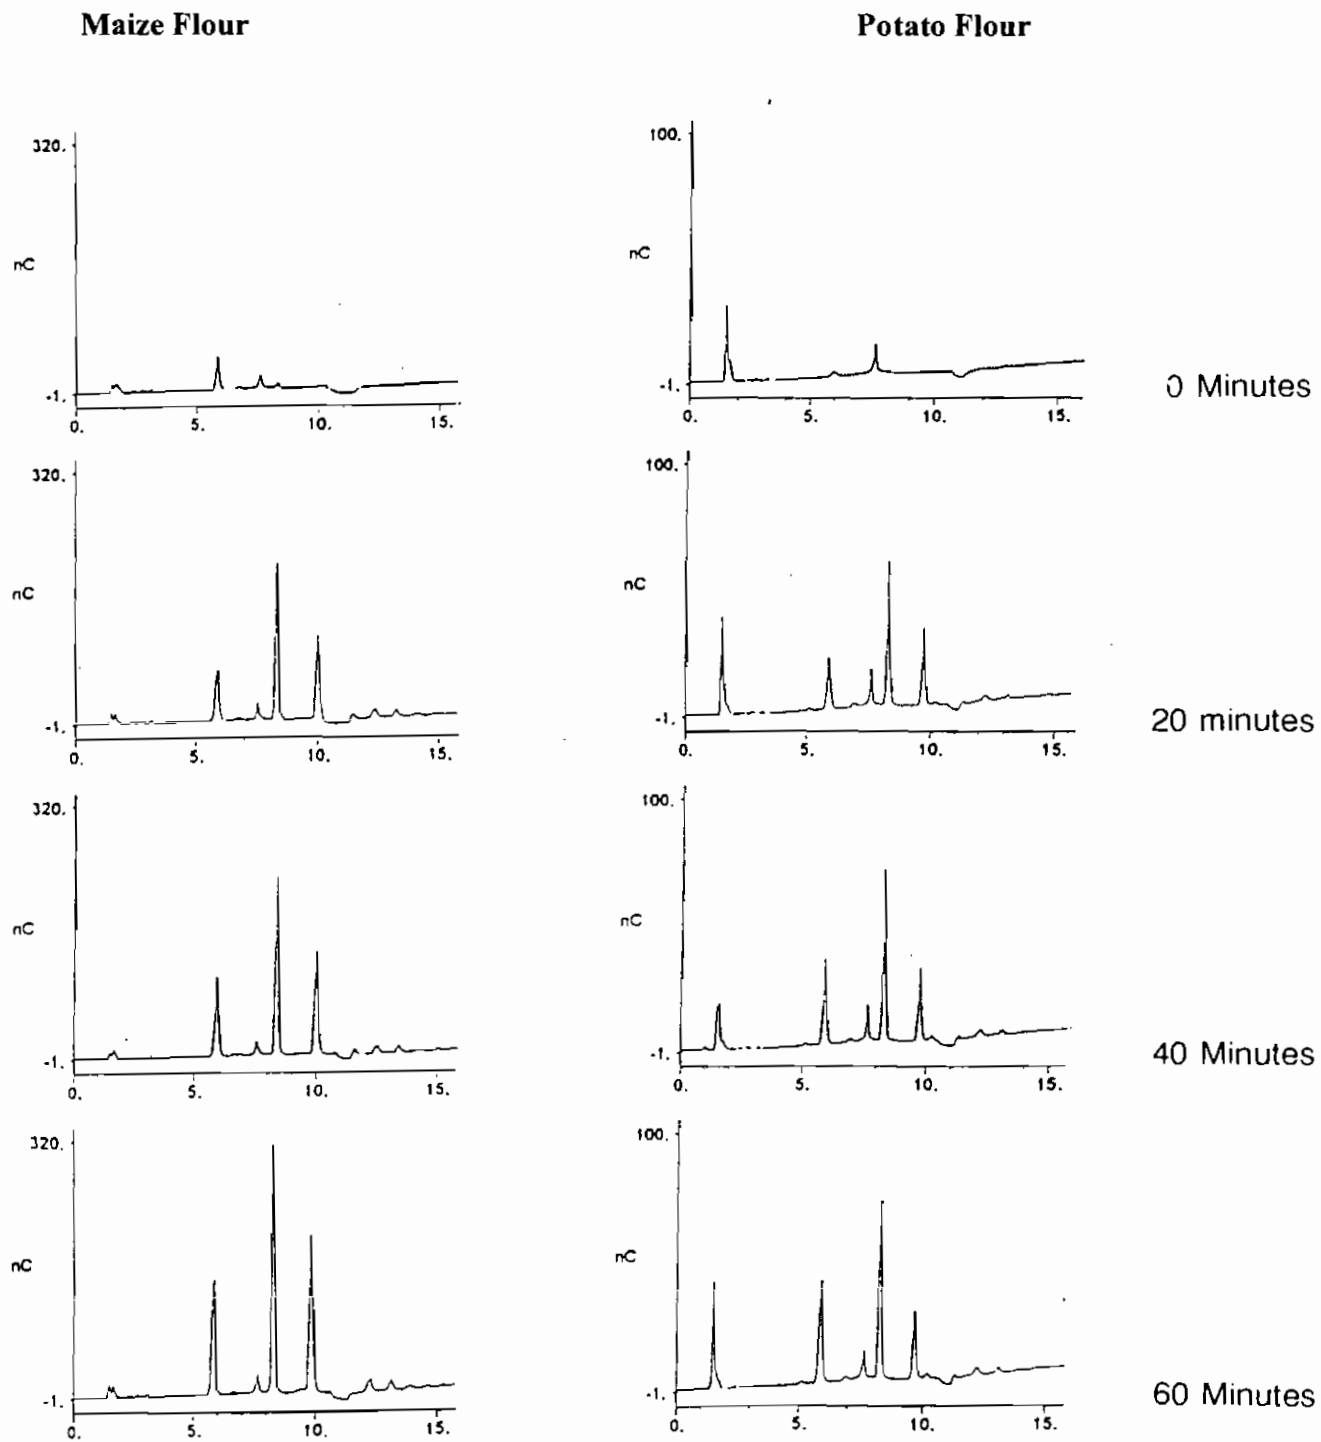 Maize Flour
Potato Flour
320.
nC
-1.
0. 5. 10. 15.
100.
nC
-1.
0. 5. 10. 15.
0 Minutes
320.
nC
-1.
0. 5. 10. 15.
100.
nC
-1.
0. 5. 10. 15.
20 minutes
320.
nC
-1.
0. 5. 10. 15.
100.
nC
-1.
0. 5. 10. 15.
40 Minutes
320.
nC
-1.
0. 5. 10. 15.
100.
nC
-1.
0. 5. 10. 15.
60 Minutes